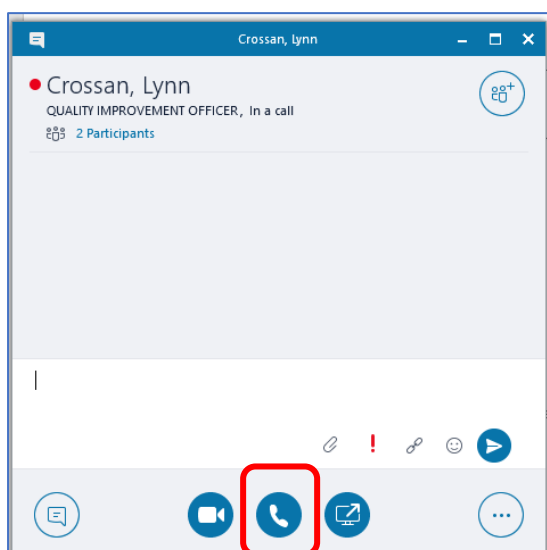 Crossan, Lynn
Crossan, Lynn
QUALITY IMPROVEMENT OFFICER, In a call
2 Participants